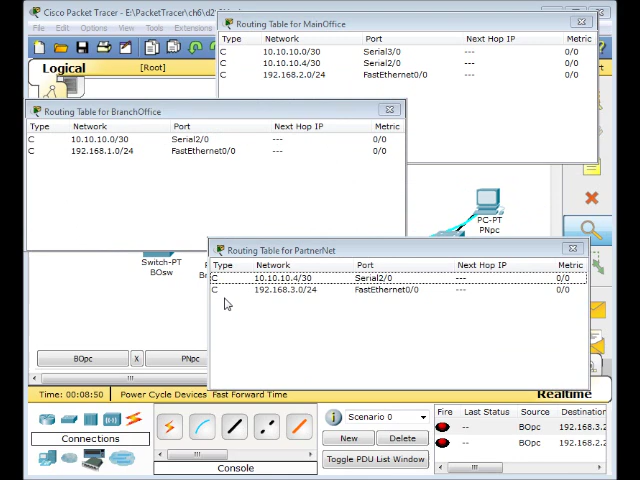 Cisco Packet Tracer - E:\PacketTracer\ch6\d2
File
Tools
Extensions
Logical
[Root]
Routing Table for MainOffice
Type Network Port Next Hop IP Metric
C 10.10.10.0/30 Serial3/0 --- 0/0
C 10.10.10.4/30 Serial2/0 --- 0/0
C 192.168.2.0/24 FastEthernet0/0 --- 0/0
Routing Table for BranchOffice
Type Network Port Next Hop IP Metric
C 10.10.10.0/30 Serial2/0 --- 0/0
C 192.168.1.0/24 FastEthernet0/0 --- 0/0
PC-PT
PNpc
Routing Table for PartnerNet
Type Network Port Next Hop IP Metric
C 10.10.10.4/30 Serial2/0 --- 0/0
C 192.168.3.0/24 FastEthernet0/0 --- 0/0
Switch-PT
BOsw
BOpc X PNpc
Time: 00:08:50 Power Cycle Devices Fast Forward Time Realtime
Connections
Console
Scenario 0
New Delete
Toggle PDU List Window
Fire Last Status Source Destination
-- BOpc 192.168.3.2
-- BOpc 192.168.2.2